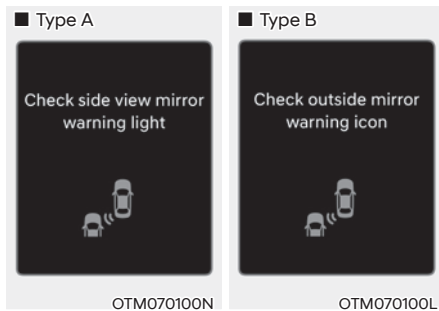 ■ Type A
Check side view mirror
warning light
OTM070100N
■ Type B
Check outside mirror
warning icon
OTM070100L